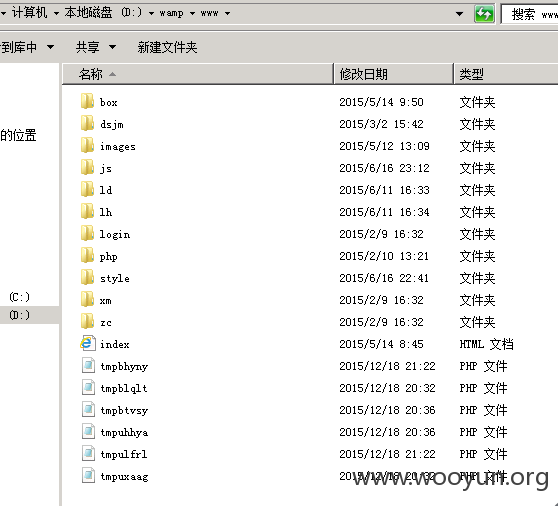 计算机 ▸ 本地磁盘 (D:) ▸ wamp ▸ www ▸ 搜索 www
到库中 共享 新建文件夹
名称 修改日期 类型
box 2015/5/14 9:50 文件夹
dsjm 2015/3/2 15:42 文件夹
的位置 images 2015/5/12 13:09 文件夹
js 2015/6/16 23:12 文件夹
ld 2015/6/11 16:33 文件夹
lh 2015/6/11 16:34 文件夹
login 2015/2/9 16:32 文件夹
php 2015/2/10 13:21 文件夹
style 2015/6/16 22:41 文件夹
(C:) xm 2015/2/9 16:32 文件夹
(D:) zc 2015/2/9 16:32 文件夹
index 2015/5/14 8:45 HTML 文档
tmpbhyny 2015/12/18 21:22 PHP 文件
tmpblqlt 2015/12/18 20:32 PHP 文件
tmpbtvsy 2015/12/18 20:36 PHP 文件
tmpuhhya 2015/12/18 20:36 PHP 文件
tmpulfrl 2015/12/18 21:22 PHP 文件
tmpuxaag 2015/12/18 20:32 PHP 文件
www.wooyun.org